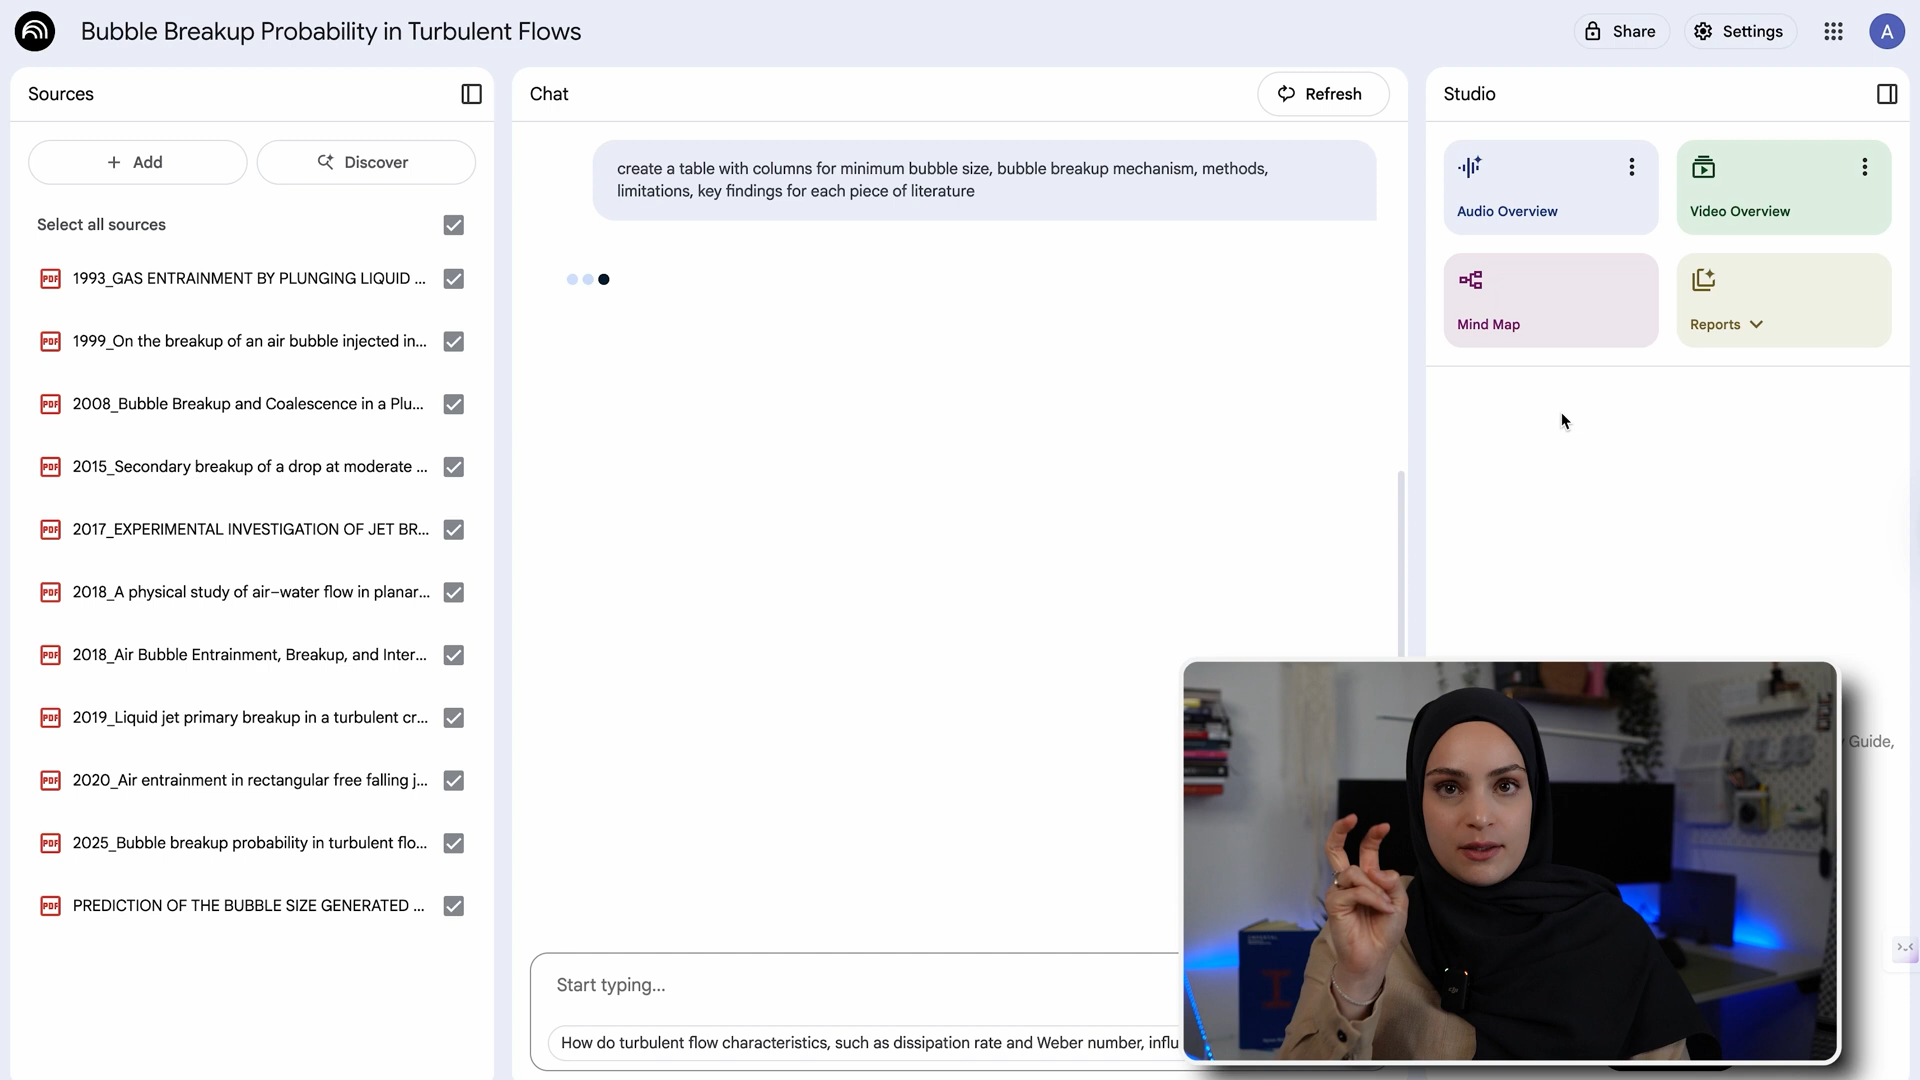 Bubble Breakup Probability in Turbulent Flows
Share
Settings
A
Sources
Add
Discover
Select all sources
1993_GAS ENTRAINMENT BY PLUNGING LIQUID ...
1999_On the breakup of an air bubble injected in...
2008_Bubble Breakup and Coalescence in a Plu...
2015_Secondary breakup of a drop at moderate ...
2017_EXPERIMENTAL INVESTIGATION OF JET BR...
2018_A physical study of air–water flow in planar...
2018_Air Bubble Entrainment, Breakup, and Inter...
2019_Liquid jet primary breakup in a turbulent cr...
2020_Air entrainment in rectangular free falling j...
2025_Bubble breakup probability in turbulent flo...
PREDICTION OF THE BUBBLE SIZE GENERATED ...
Chat
Refresh
create a table with columns for minimum bubble size, bubble breakup mechanism, methods,
limitations, key findings for each piece of literature
Start typing...
How do turbulent flow characteristics, such as dissipation rate and Weber number, influ
Studio
Audio Overview
Video Overview
Mind Map
Reports
Guide,